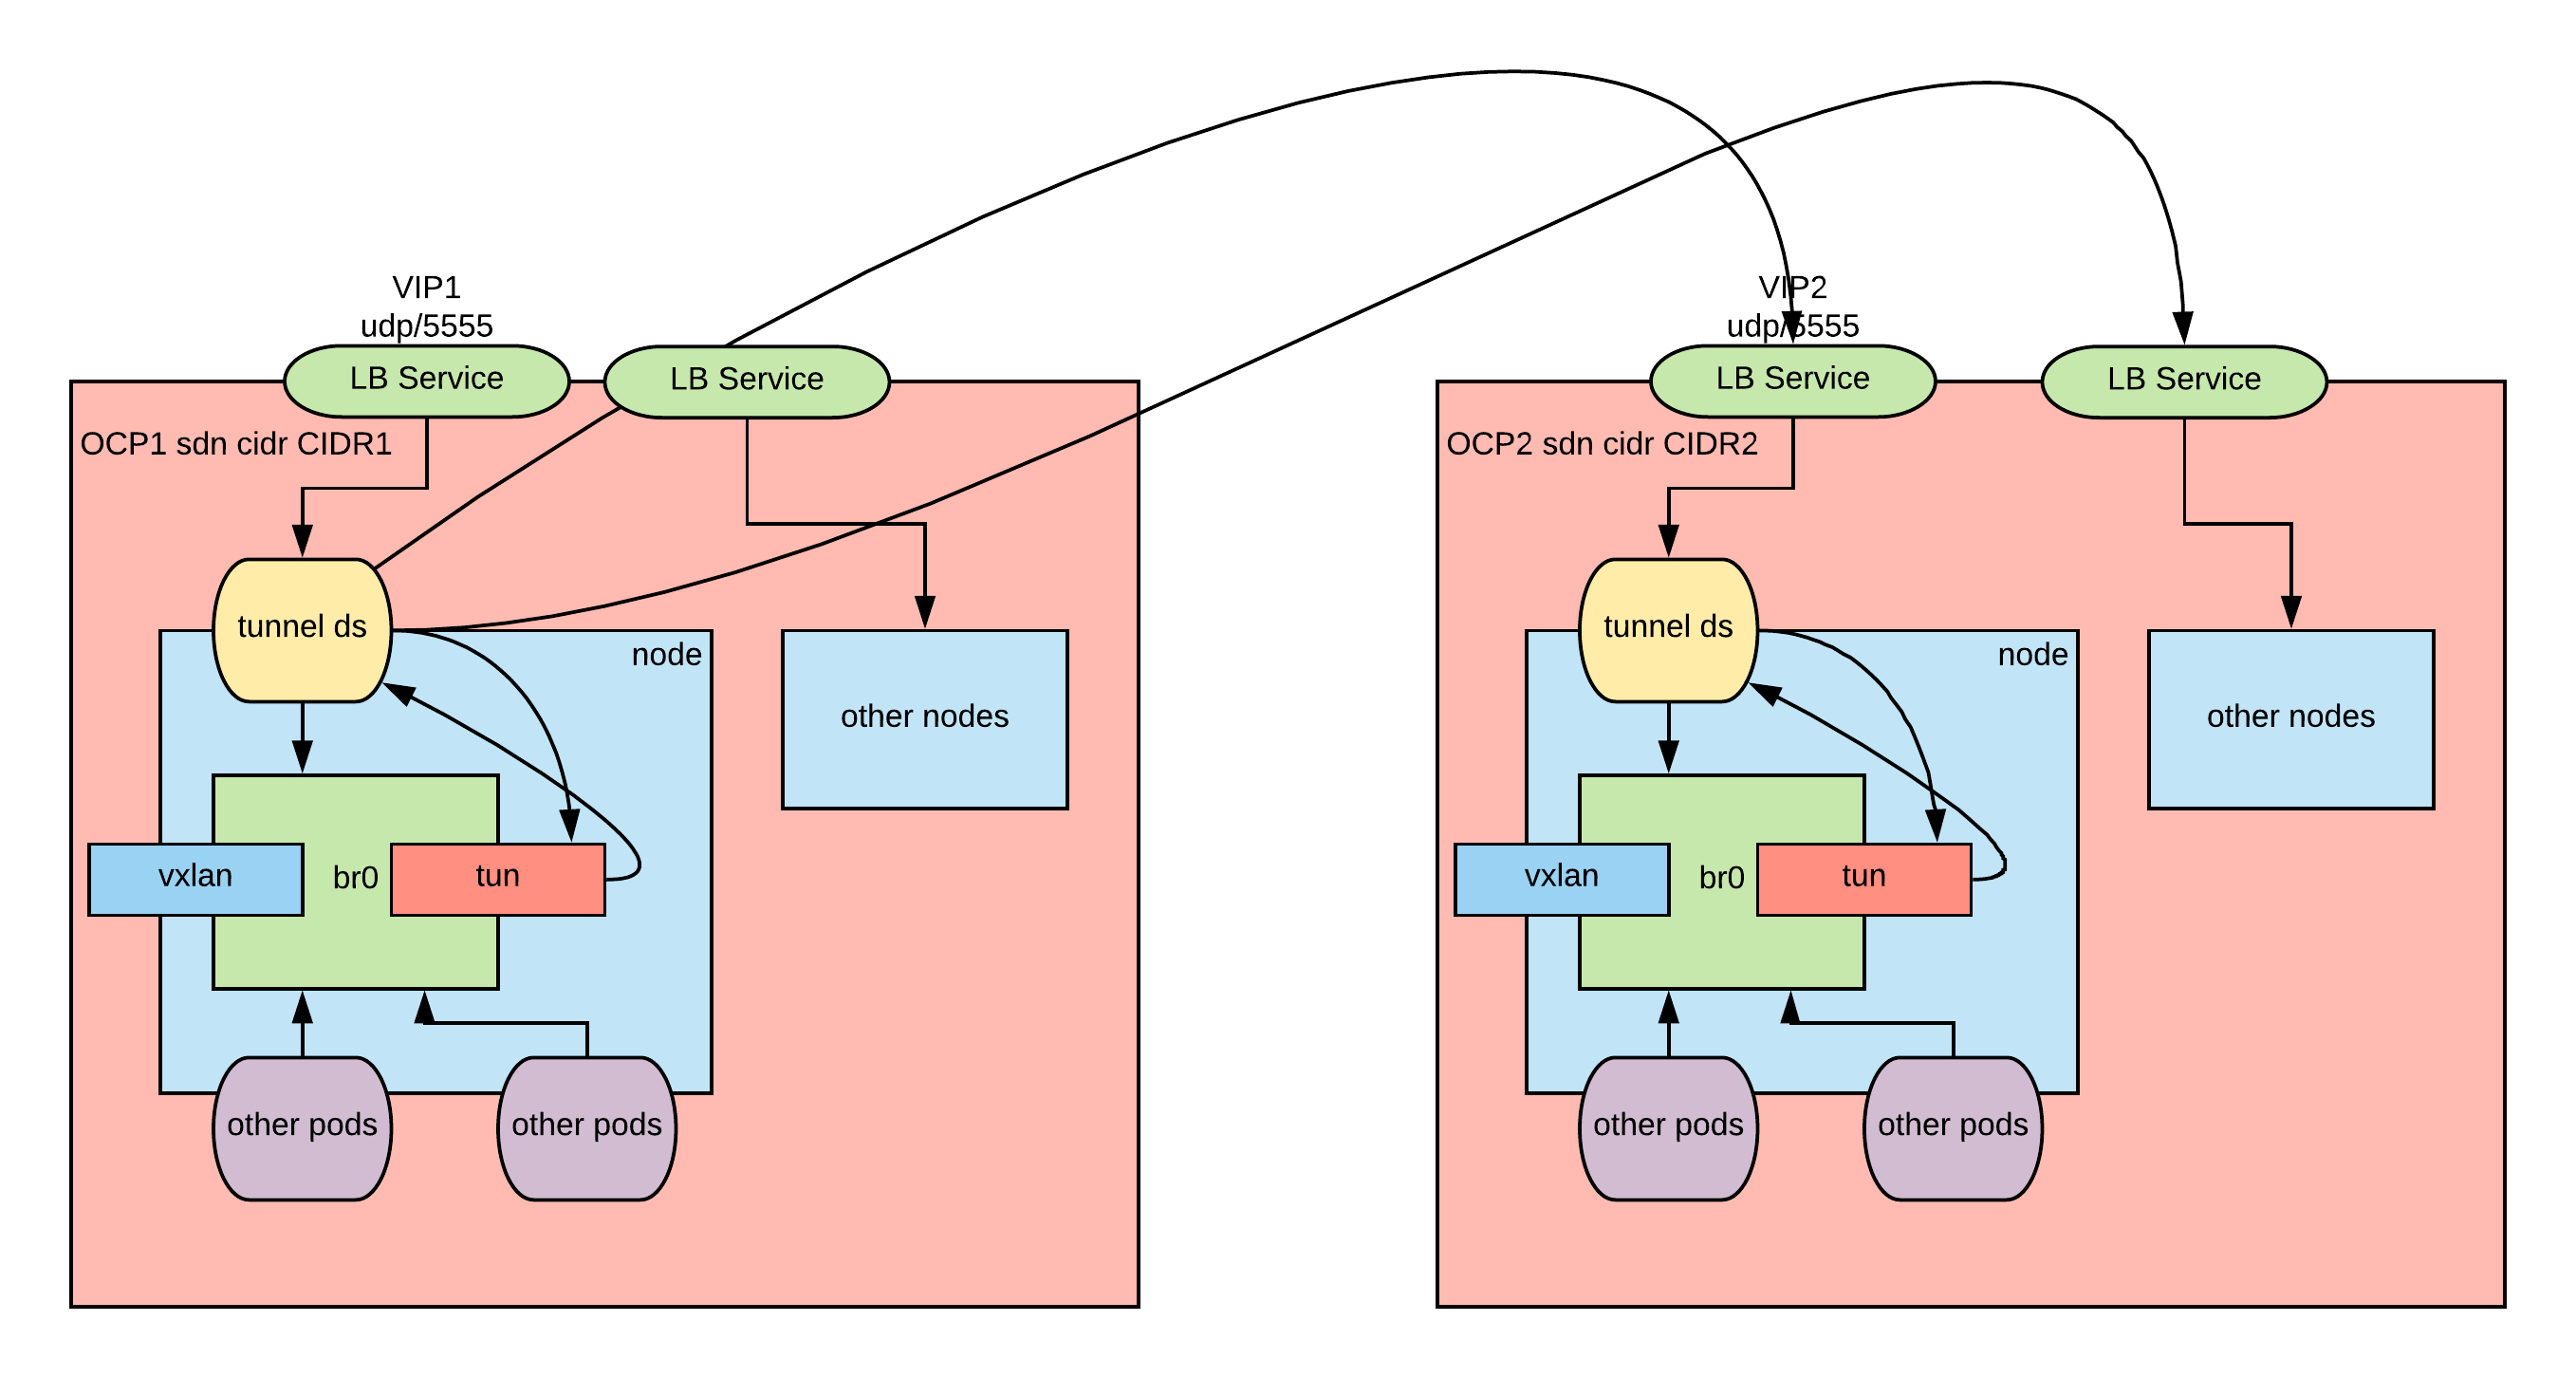 VIP1
udp/5555
LB Service
LB Service
OCP1 sdn cidr CIDR1
tunnel ds
node
other nodes
vxlan
br0
tun
other pods
other pods
VIP2
udp/5555
LB Service
LB Service
OCP2 sdn cidr CIDR2
tunnel ds
node
other nodes
vxlan
br0
tun
other pods
other pods